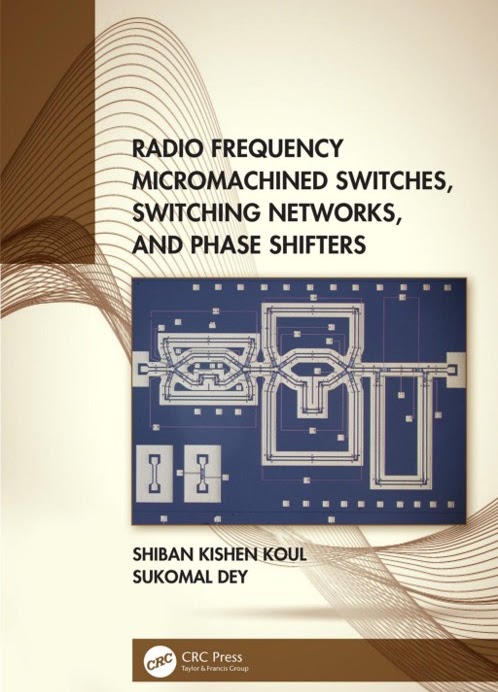 RADIO FREQUENCY
MICROMACHINED SWITCHES,
SWITCHING NETWORKS,
AND PHASE SHIFTERS
SHIBAN KISHEN KOUL
SUKOMAL DEY
CRC
CRC Press
Taylor & Francis Group